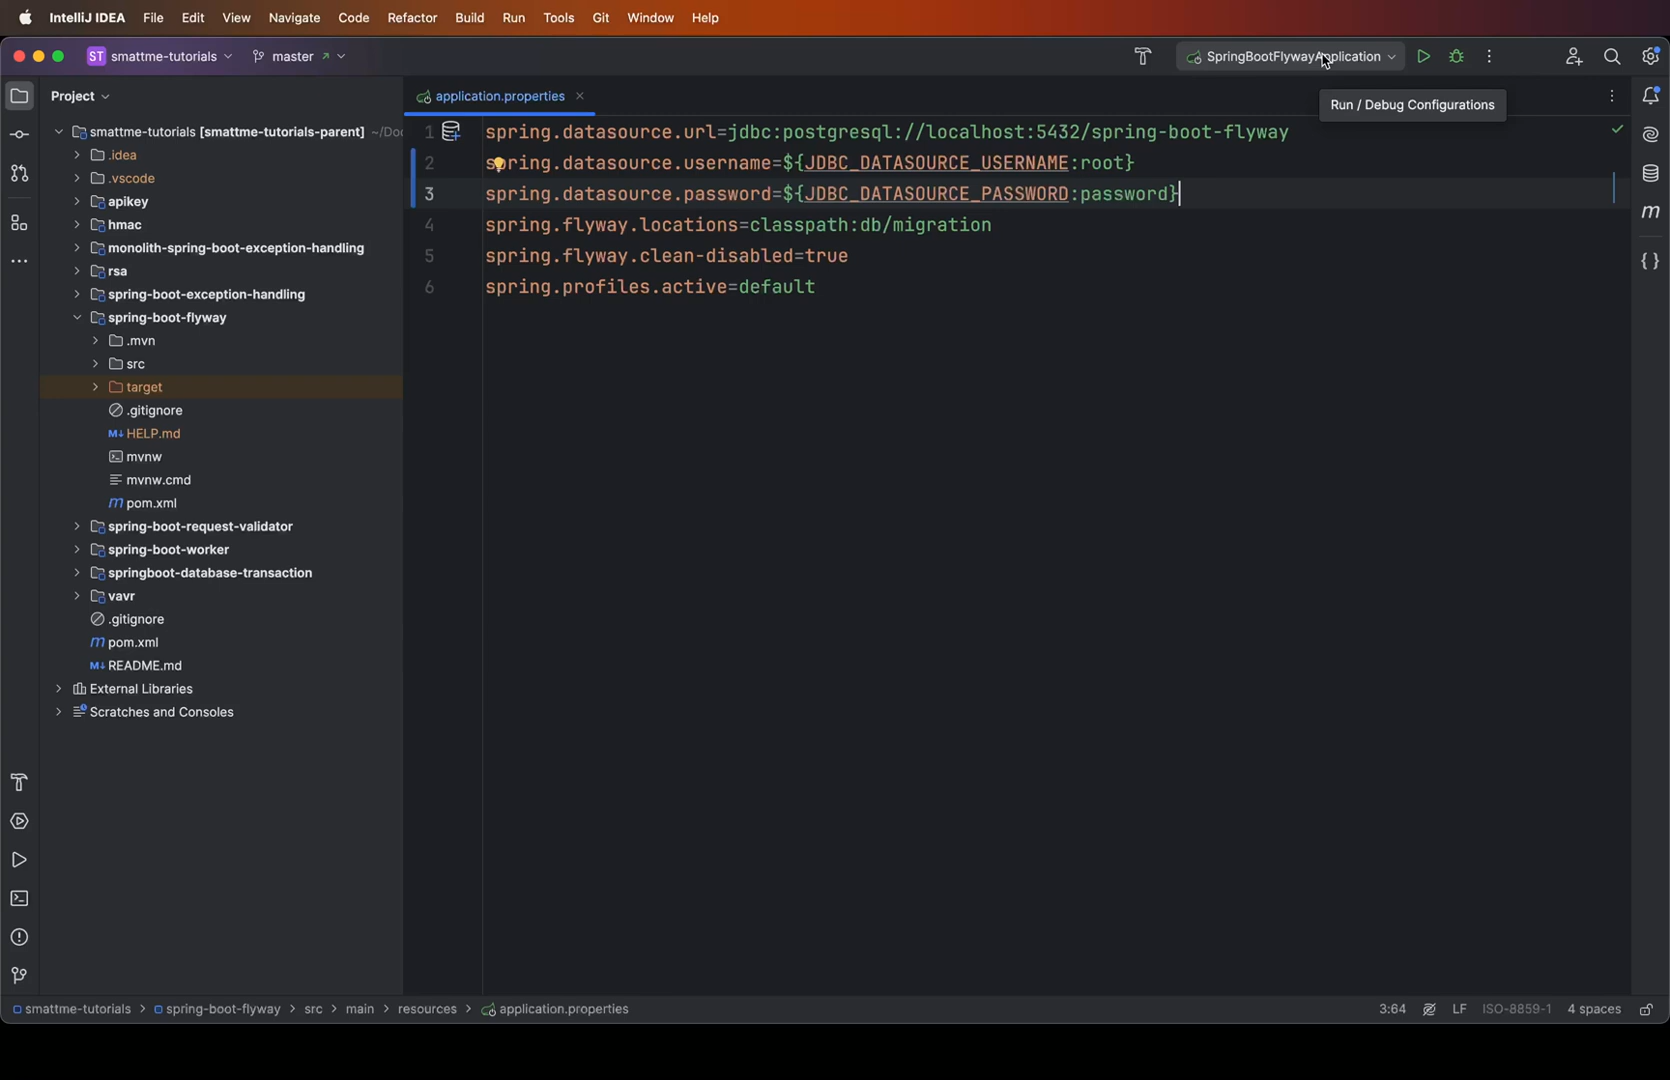 IntelliJ IDEA File Edit View Navigate Code Refactor Build Run Tools Git Window Help
ST smattme-tutorials master SpringBootFlywayApplication
Run / Debug Configurations
Project
smattme-tutorials [smattme-tutorials-parent] ~/Doc
.idea
.vscode
apikey
hmac
monolith-spring-boot-exception-handling
rsa
spring-boot-exception-handling
spring-boot-flyway
.mvn
src
target
.gitignore
HELP.md
mvnw
mvnw.cmd
pom.xml
spring-boot-request-validator
spring-boot-worker
springboot-database-transaction
vavr
.gitignore
pom.xml
README.md
External Libraries
Scratches and Consoles
application.properties
1 spring.datasource.url=jdbc:postgresql://localhost:5432/spring-boot-flyway
2 spring.datasource.username=${JDBC_DATASOURCE_USERNAME:root}
3 spring.datasource.password=${JDBC_DATASOURCE_PASSWORD:password}
4 spring.flyway.locations=classpath:db/migration
5 spring.flyway.clean-disabled=true
6 spring.profiles.active=default
smattme-tutorials > spring-boot-flyway > src > main > resources > application.properties 3:64 LF ISO-8859-1 4 spaces